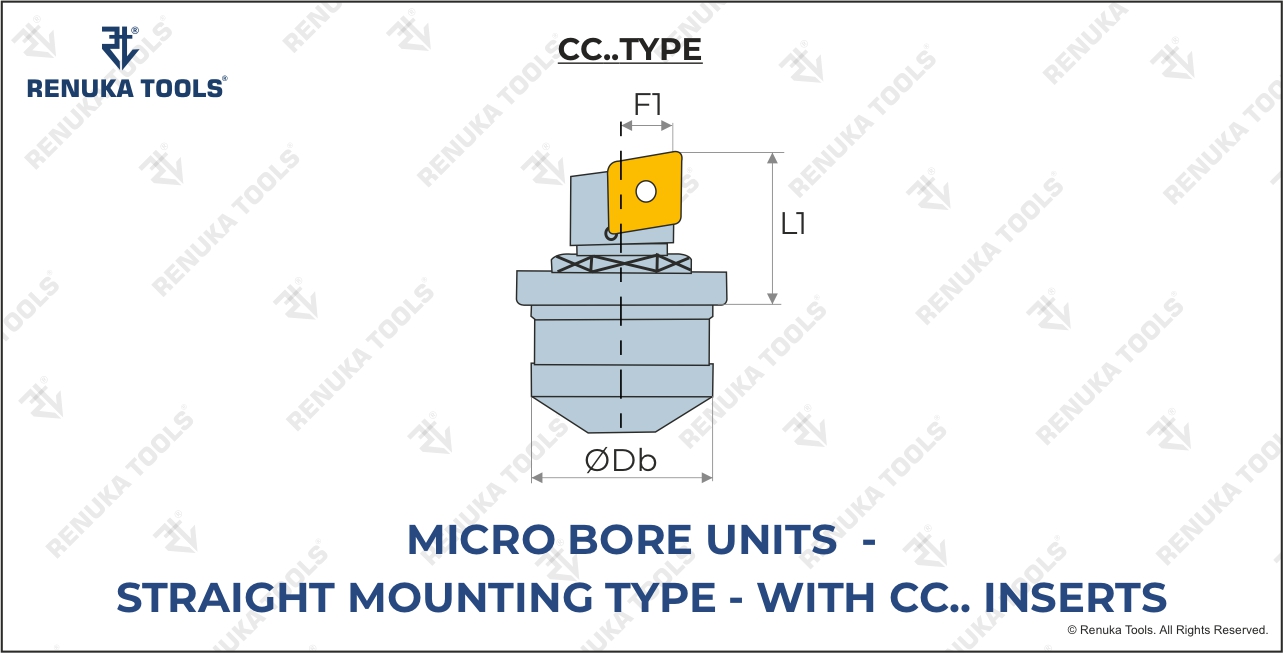 RENUKA TOOLS®
CC..TYPE
F1
L1
ØDb
MICRO BORE UNITS -
STRAIGHT MOUNTING TYPE - WITH CC.. INSERTS
© Renuka Tools. All Rights Reserved.